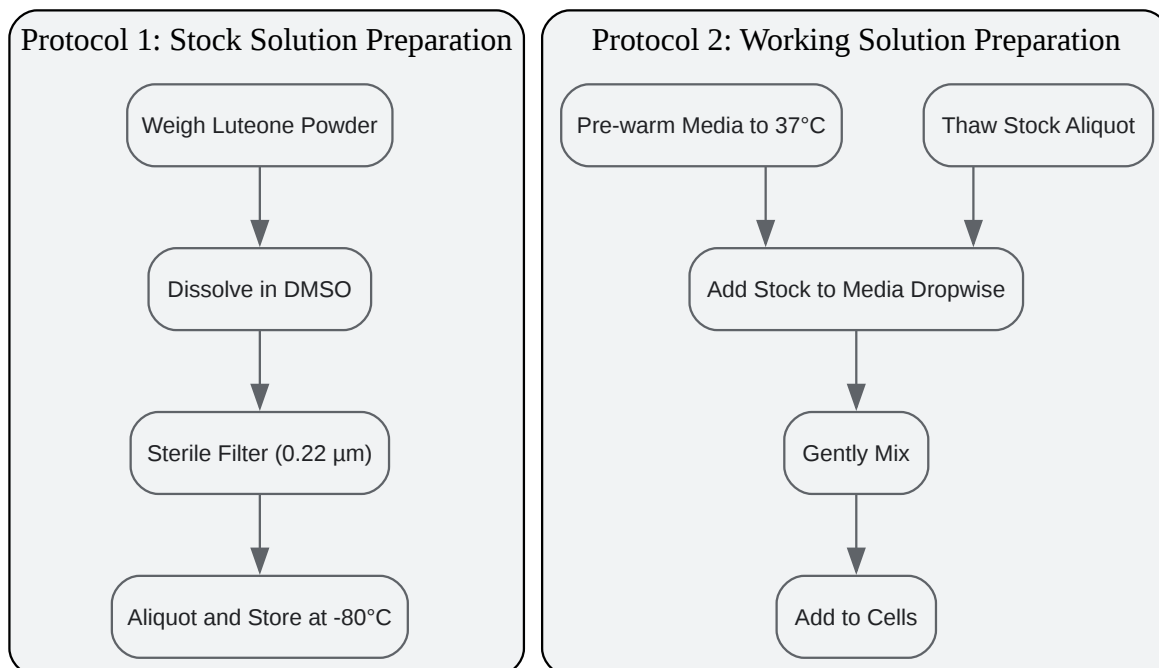 Protocol 1: Stock Solution Preparation
Weigh Luteone Powder
Dissolve in DMSO
Sterile Filter (0.22 µm)
Aliquot and Store at -80°C
Protocol 2: Working Solution Preparation
Pre-warm Media to 37°C
Thaw Stock Aliquot
Add Stock to Media Dropwise
Gently Mix
Add to Cells